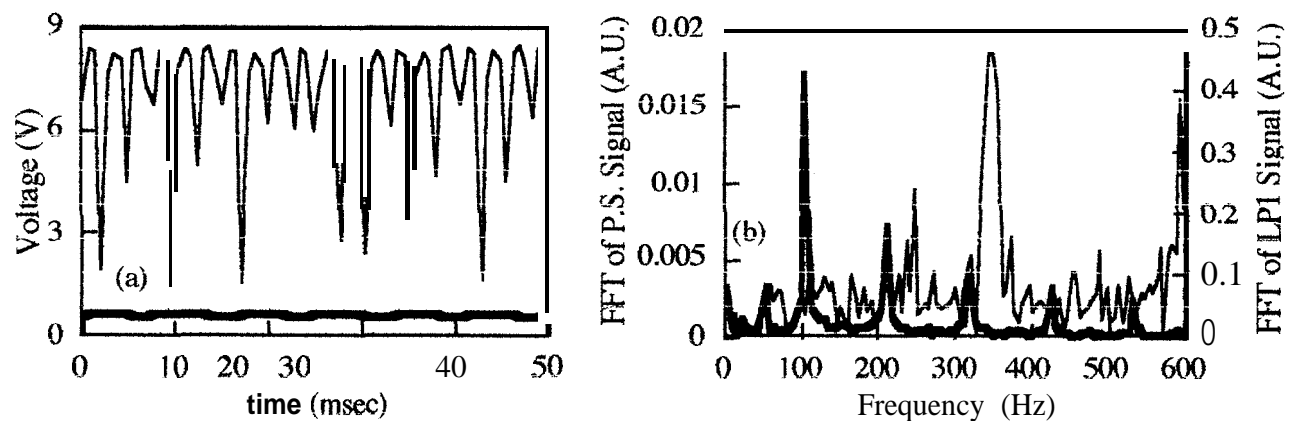 9
6
3
0
Voltage (V)
(a)
0 10 20 30 40 50
time (msec)
0.02
0.015
0.01
0.005
0
FFT of P.S. Signal (A.U.)
(b)
0.5
0.4
0.3
0.2
0.1
0
FFT of LP1 Signal (A.U.)
0 100 200 300 400 500 600
Frequency (Hz)